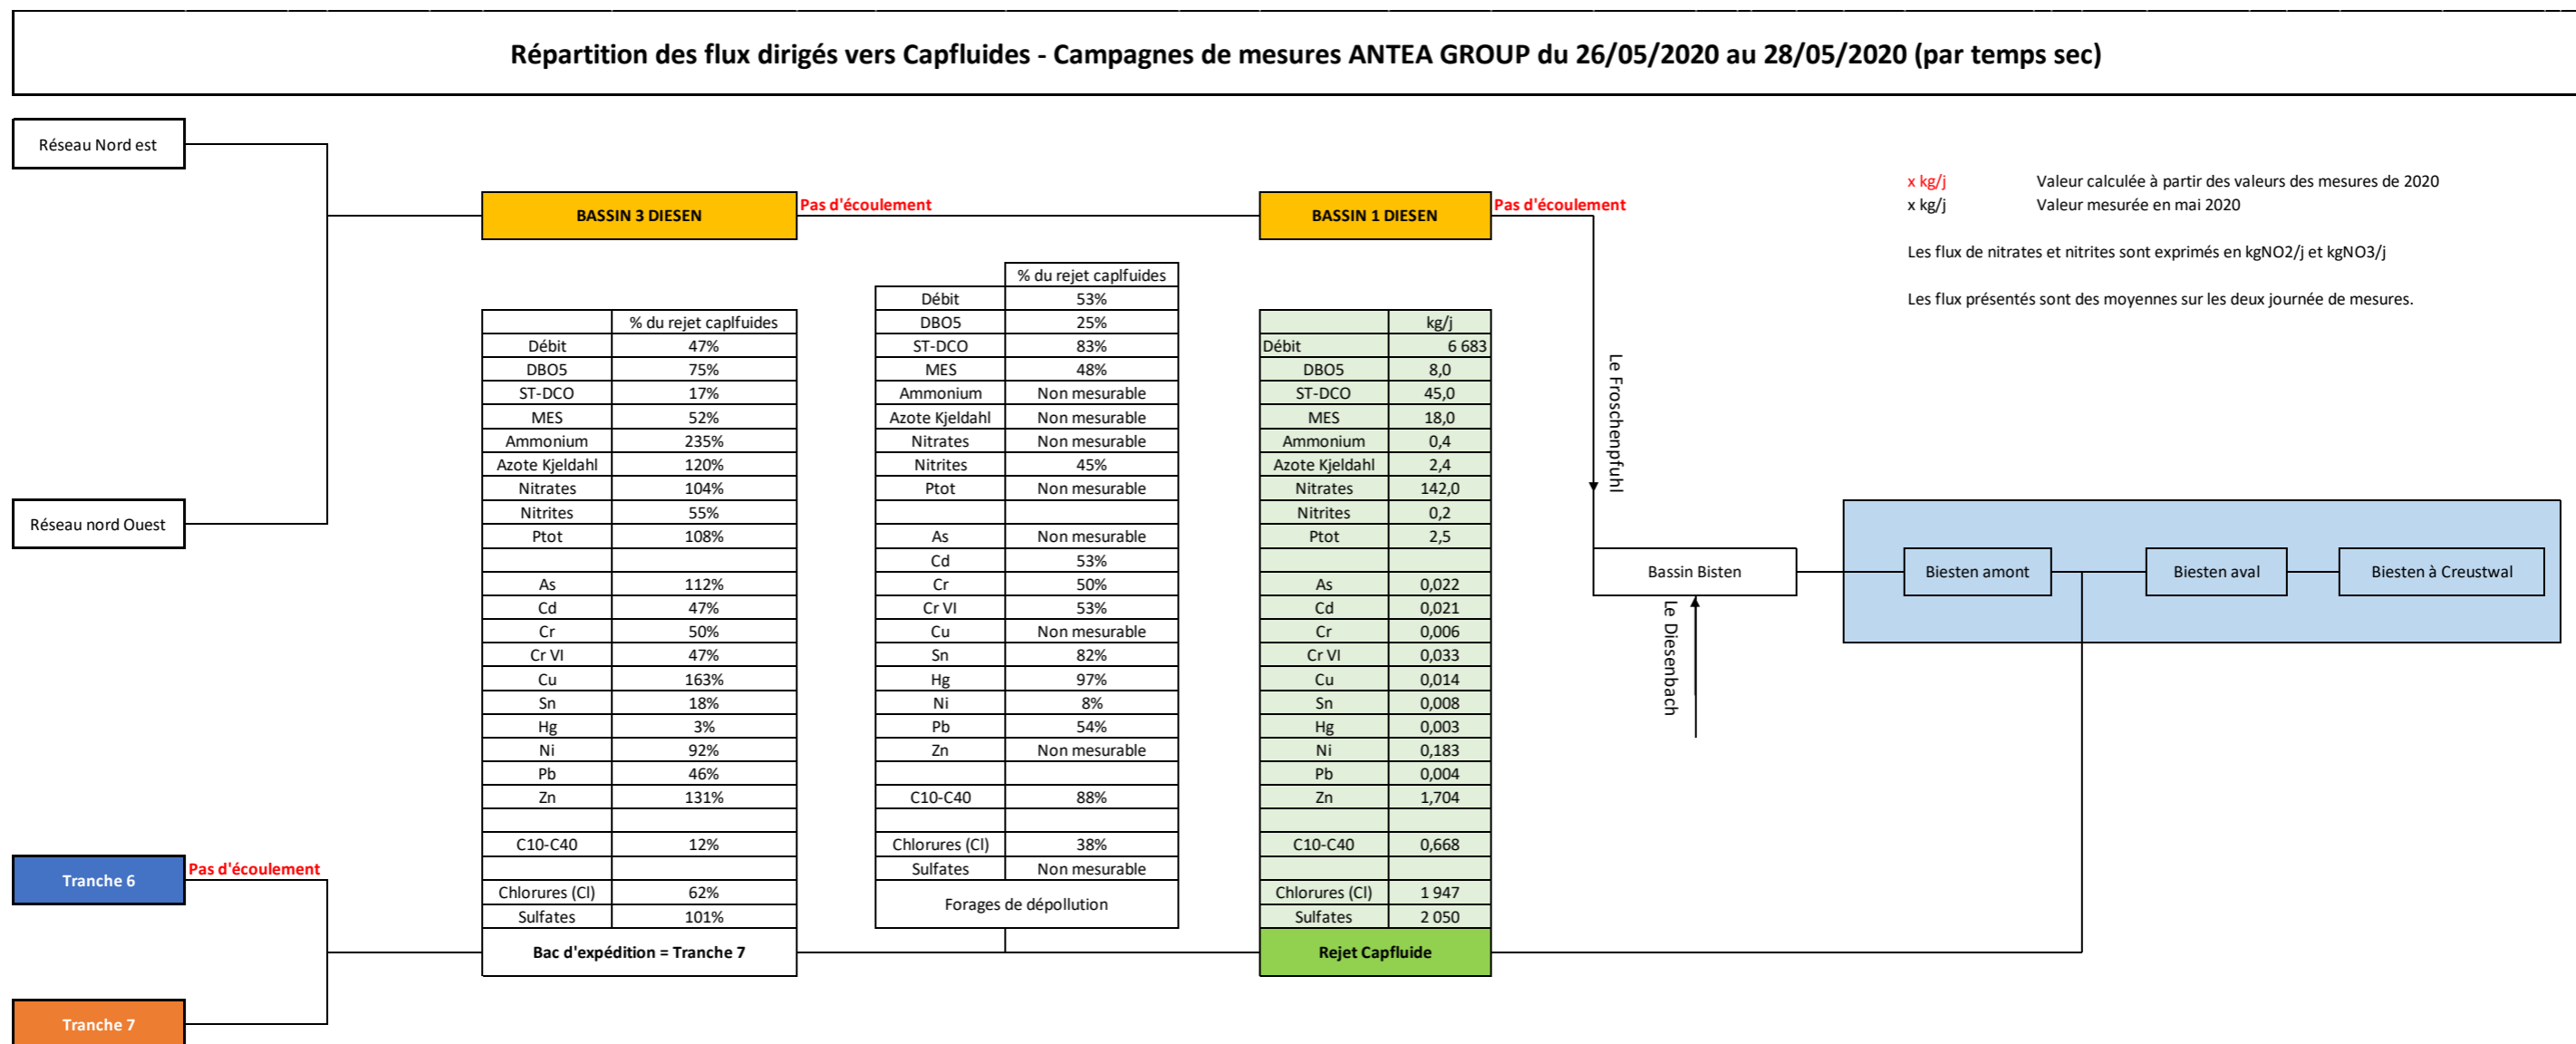 Répartition des flux dirigés vers Capfluides - Campagnes de mesures ANTEA GROUP du 26/05/2020 au 28/05/2020 (par temps sec)
Réseau Nord est
BASSIN 3 DIESEN
Pas d'écoulement
BASSIN 1 DIESEN
Pas d'écoulement
x kg/j Valeur calculée à partir des valeurs des mesures de 2020
x kg/j Valeur mesurée en mai 2020
Les flux de nitrates et nitrites sont exprimés en kgNO2/j et kgNO3/j
Les flux présentés sont des moyennes sur les deux journée de mesures.
% du rejet caplfuides
Débit 47%
DBO5 75%
ST-DCO 17%
MES 52%
Ammonium 235%
Azote Kjeldahl 120%
Nitrates 104%
Nitrites 55%
Ptot 108%
As 112%
Cd 47%
Cr 50%
Cr VI 47%
Cu 163%
Sn 18%
Hg 3%
Ni 92%
Pb 46%
Zn 131%
C10-C40 12%
Chlorures (Cl) 62%
Sulfates 101%
Bac d'expédition = Tranche 7
% du rejet caplfuides
Débit 53%
DBO5 25%
ST-DCO 83%
MES 48%
Ammonium Non mesurable
Azote Kjeldahl Non mesurable
Nitrates Non mesurable
Nitrites 45%
Ptot Non mesurable
As Non mesurable
Cd 53%
Cr 50%
Cr VI 53%
Cu Non mesurable
Sn 82%
Hg 97%
Ni 8%
Pb 54%
Zn Non mesurable
C10-C40 88%
Chlorures (Cl) 38%
Sulfates Non mesurable
Forages de dépollution
kg/j
Débit 6 683
DBO5 8,0
ST-DCO 45,0
MES 18,0
Ammonium 0,4
Azote Kjeldahl 2,4
Nitrates 142,0
Nitrites 0,2
Ptot 2,5
As 0,022
Cd 0,021
Cr 0,006
Cr VI 0,033
Cu 0,014
Sn 0,008
Hg 0,003
Ni 0,183
Pb 0,004
Zn 1,704
C10-C40 0,668
Chlorures (Cl) 1 947
Sulfates 2 050
Rejet Capfluide
Le Froschenpfuhl
Réseau nord Ouest
Bassin Bisten
Biesten amont
Biesten aval
Biesten à Creustwal
Le Diesenbach
Tranche 6
Pas d'écoulement
Tranche 7